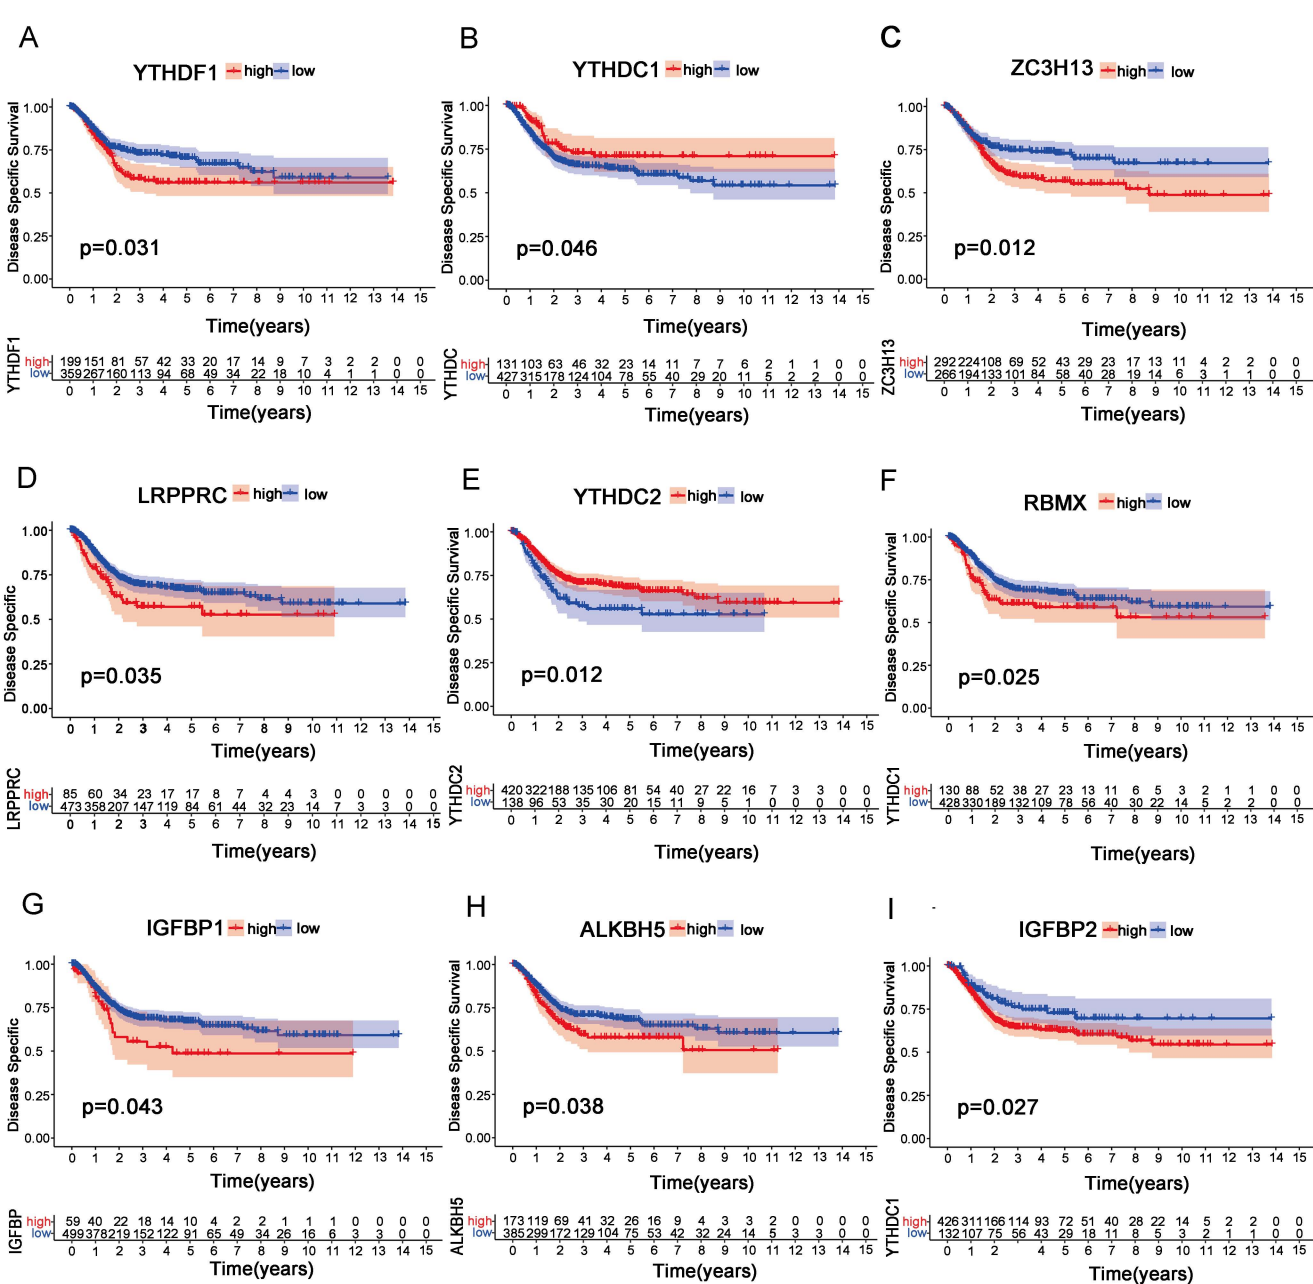 A
YTHDF1 high low
Disease Specific Survival
1.00
0.75
0.5
0.25
0.00
p=0.031
0 1 2 3 4 5 6 7 8 9 10 11 12 13 14 15
Time(years)
YTHDF1
high 199 151 81 57 42 33 20 17 14 9 7 3 2 2 0 0
low 359 267 160 113 94 68 49 34 22 18 10 4 1 1 0 0
0 1 2 3 4 5 6 7 8 9 10 11 12 13 14 15
Time(years)
B
YTHDC1 high low
Disease Specific Survival
1.00
0.75
0.5
0.25
0.00
p=0.046
0 1 2 3 4 5 6 7 8 9 10 11 12 13 14 15
Time(years)
YTHDC
high 131 103 63 46 32 23 14 11 7 7 6 2 1 1 0 0
low 427 315 178 124 104 78 55 40 29 20 11 5 2 2 0 0
0 1 2 3 4 5 6 7 8 9 10 11 12 13 14 15
Time(years)
C
ZC3H13 high low
Disease Specific
1.00
0.75
0.5
0.25
0.00
p=0.012
0 1 2 3 4 5 6 7 8 9 10 11 12 13 14 15
Time(years)
ZC3H13
high 292 224 108 69 52 43 29 23 17 13 11 4 2 2 0 0
low 266 194 133 101 84 58 40 28 19 14 6 3 1 1 0 0
0 1 2 3 4 5 6 7 8 9 10 11 12 13 14 15
Time(years)
D
LRPPRC high low
Disease Specific
1.00
0.75
0.5
0.25
0.00
p=0.035
0 1 2 3 4 5 6 7 8 9 10 11 12 13 14 15
Time(years)
LRPPRC
high 85 60 34 23 17 17 8 7 4 4 3 0 0 0 0 0
low 473 358 207 147 119 84 61 44 32 23 14 7 3 3 0 0
0 1 2 3 4 5 6 7 8 9 10 11 12 13 14 15
Time(years)
E
YTHDC2 high low
Disease Specific Survival
1.00
0.75
0.5
0.25
0.00
p=0.012
0 1 2 3 4 5 6 7 8 9 10 11 12 13 14 15
Time(years)
YTHDC2
high 420 322 188 135 106 81 54 40 27 22 16 7 3 3 0 0
low 138 96 53 35 30 20 15 11 9 5 1 0 0 0 0 0
0 1 2 3 4 5 6 7 8 9 10 11 12 13 14 15
Time(years)
F
RBMX high low
Disease Specific Survival
1.00
0.75
0.5
0.25
0.00
p=0.025
0 1 2 3 4 5 6 7 8 9 10 11 12 13 14 15
Time(years)
YTHDC1
high 130 88 52 38 27 23 13 11 6 5 3 2 1 1 0 0
low 428 330 189 132 109 78 56 40 30 22 14 5 2 2 0 0
0 1 2 3 4 5 6 7 8 9 10 11 12 13 14 15
Time(years)
G
IGFBP1 high low
Disease Specific
1.00
0.75
0.5
0.25
0.00
p=0.043
0 1 2 3 4 5 6 7 8 9 10 11 12 13 14 15
Time(years)
IGFBP
high 59 40 22 18 14 10 4 2 2 1 1 1 0 0 0 0
low 499 378 219 152 122 91 65 49 34 26 16 6 3 3 0 0
0 1 2 3 4 5 6 7 8 9 10 11 12 13 14 15
Time(years)
H
ALKBH5 high low
Disease Specific Survival
1.00
0.75
0.5
0.25
0.00
p=0.038
0 1 2 3 4 5 6 7 8 9 10 11 12 13 14 15
Time(years)
ALKBH5
high 173 119 69 41 32 26 16 9 4 3 3 2 0 0 0 0
low 385 299 172 129 104 75 53 42 32 24 14 5 3 3 0 0
0 1 2 3 4 5 6 7 8 9 10 11 12 13 14 15
Time(years)
I
IGFBP2 high low
Disease Specific Survival
1.00
0.75
0.5
0.25
0.00
p=0.027
0 1 2 3 4 5 6 7 8 9 10 11 12 13 14 15
Time(years)
YTHDC1
high 426 311 166 114 93 72 51 40 28 22 14 5 2 2 0 0
low 132 107 75 56 43 29 18 11 8 5 3 2 1 1 0 0
0 1 2 3 4 5 6 7 8 9 10 11 12 13 14 15
Time(years)